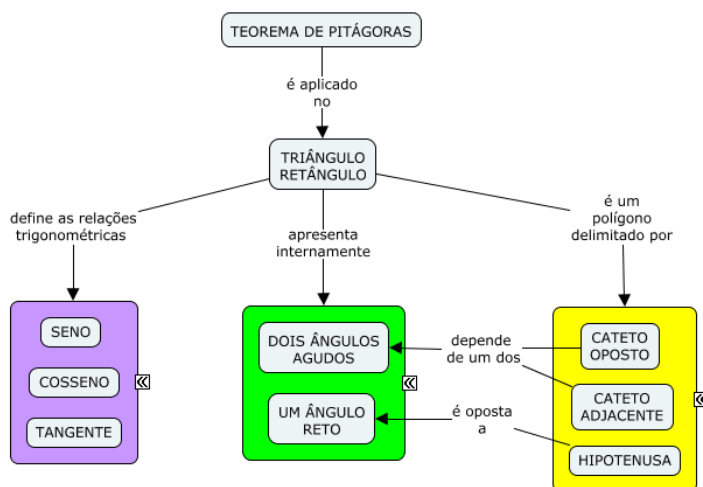 TEOREMA DE PITÁGORAS
é aplicado
no
TRIÂNGULO
RETÂNGULO
define as relações
trigonométricas
apresenta
internamente
é um
polígono
delimitado por
SENO
COSSENO
TANGENTE
DOIS ÂNGULOS
AGUDOS
UM ÂNGULO
RETO
depende
de um dos
é oposta
a
CATETO
OPOSTO
CATETO
ADJACENTE
HIPOTENUSA